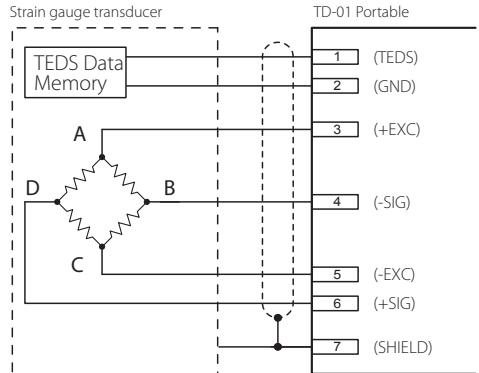 Strain gauge transducer
TD-01 Portable
TEDS Data
Memory
1 (TEDS)
2 (GND)
A
3 (+EXC)
D
B
4 (-SIG)
C
5 (-EXC)
6 (+SIG)
7 (SHIELD)